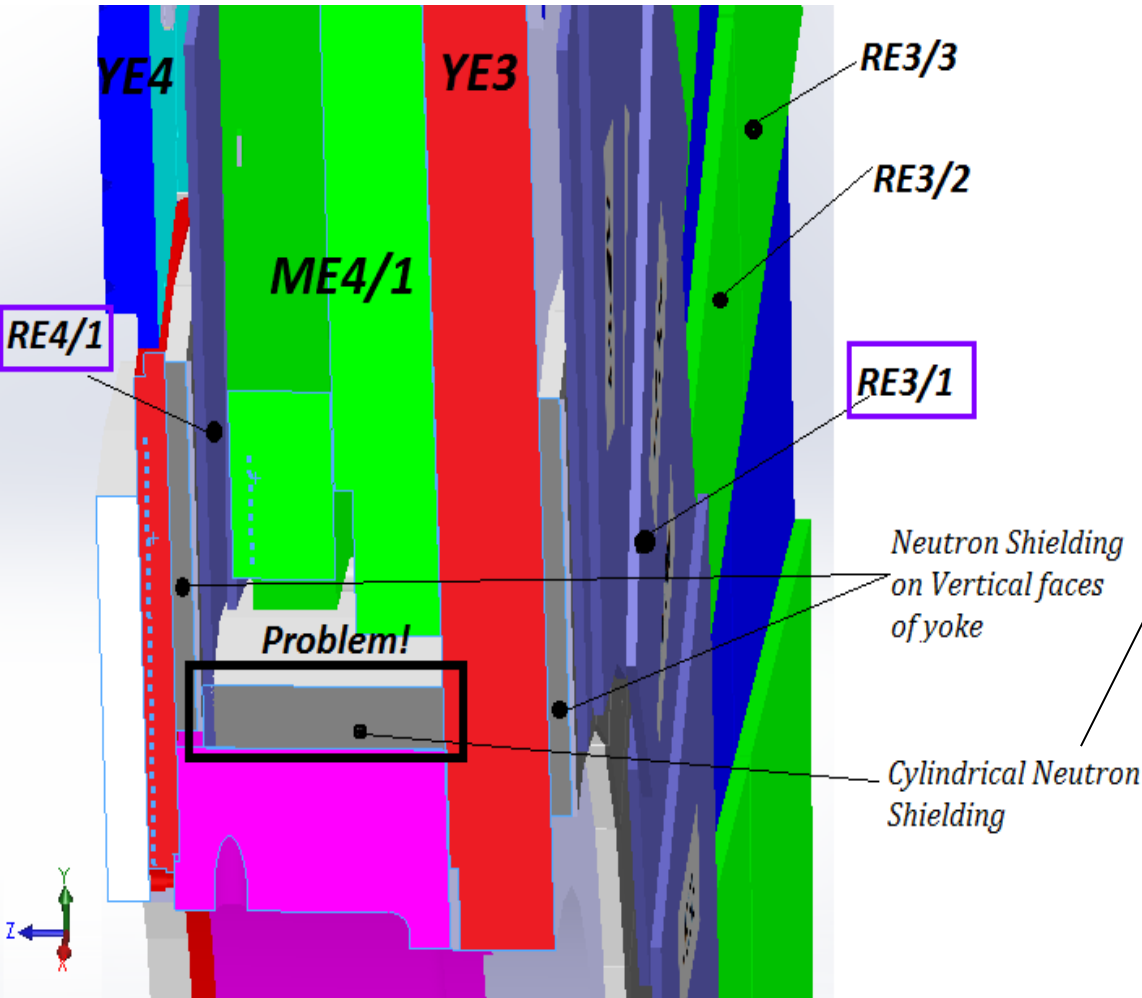 YE4
YE3
RE3/3
RE3/2
ME4/1
RE4/1
RE3/1
Neutron Shielding
on Vertical faces
of yoke
Problem!
Cylindrical Neutron
Shielding
Y
Z
X